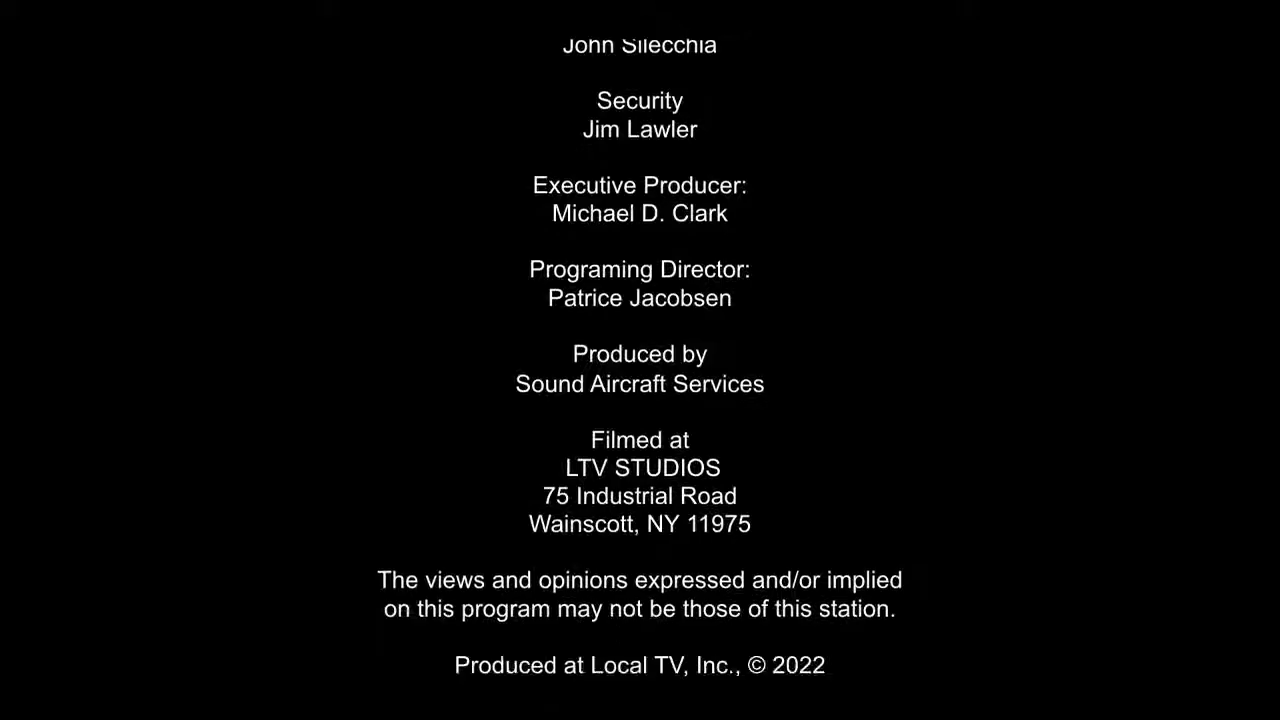 John Silecchia
Security
Jim Lawler
Executive Producer:
Michael D. Clark
Programing Director:
Patrice Jacobsen
Produced by
Sound Aircraft Services
Filmed at
LTV STUDIOS
75 Industrial Road
Wainscott, NY 11975
The views and opinions expressed and/or implied
on this program may not be those of this station.
Produced at Local TV, Inc., © 2022